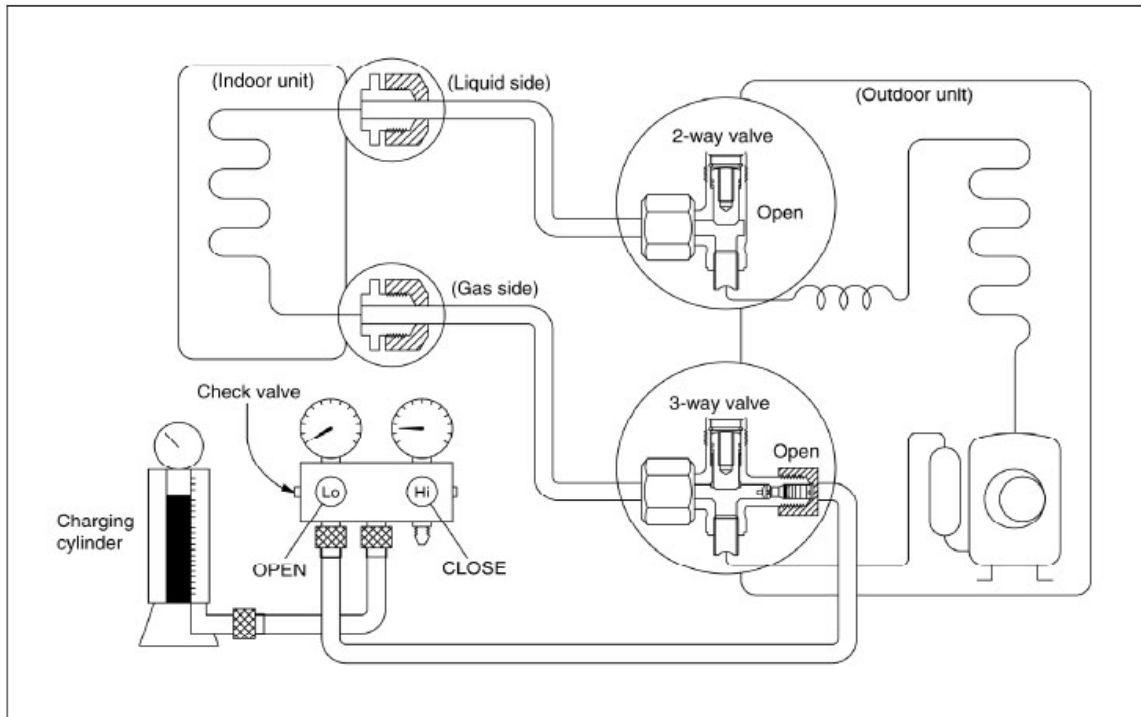 (Indoor unit)
(Liquid side)
(Outdoor unit)
2-way valve
Open
(Gas side)
3-way valve
Open
Check valve
Lo
Hi
Charging
cylinder
OPEN
CLOSE